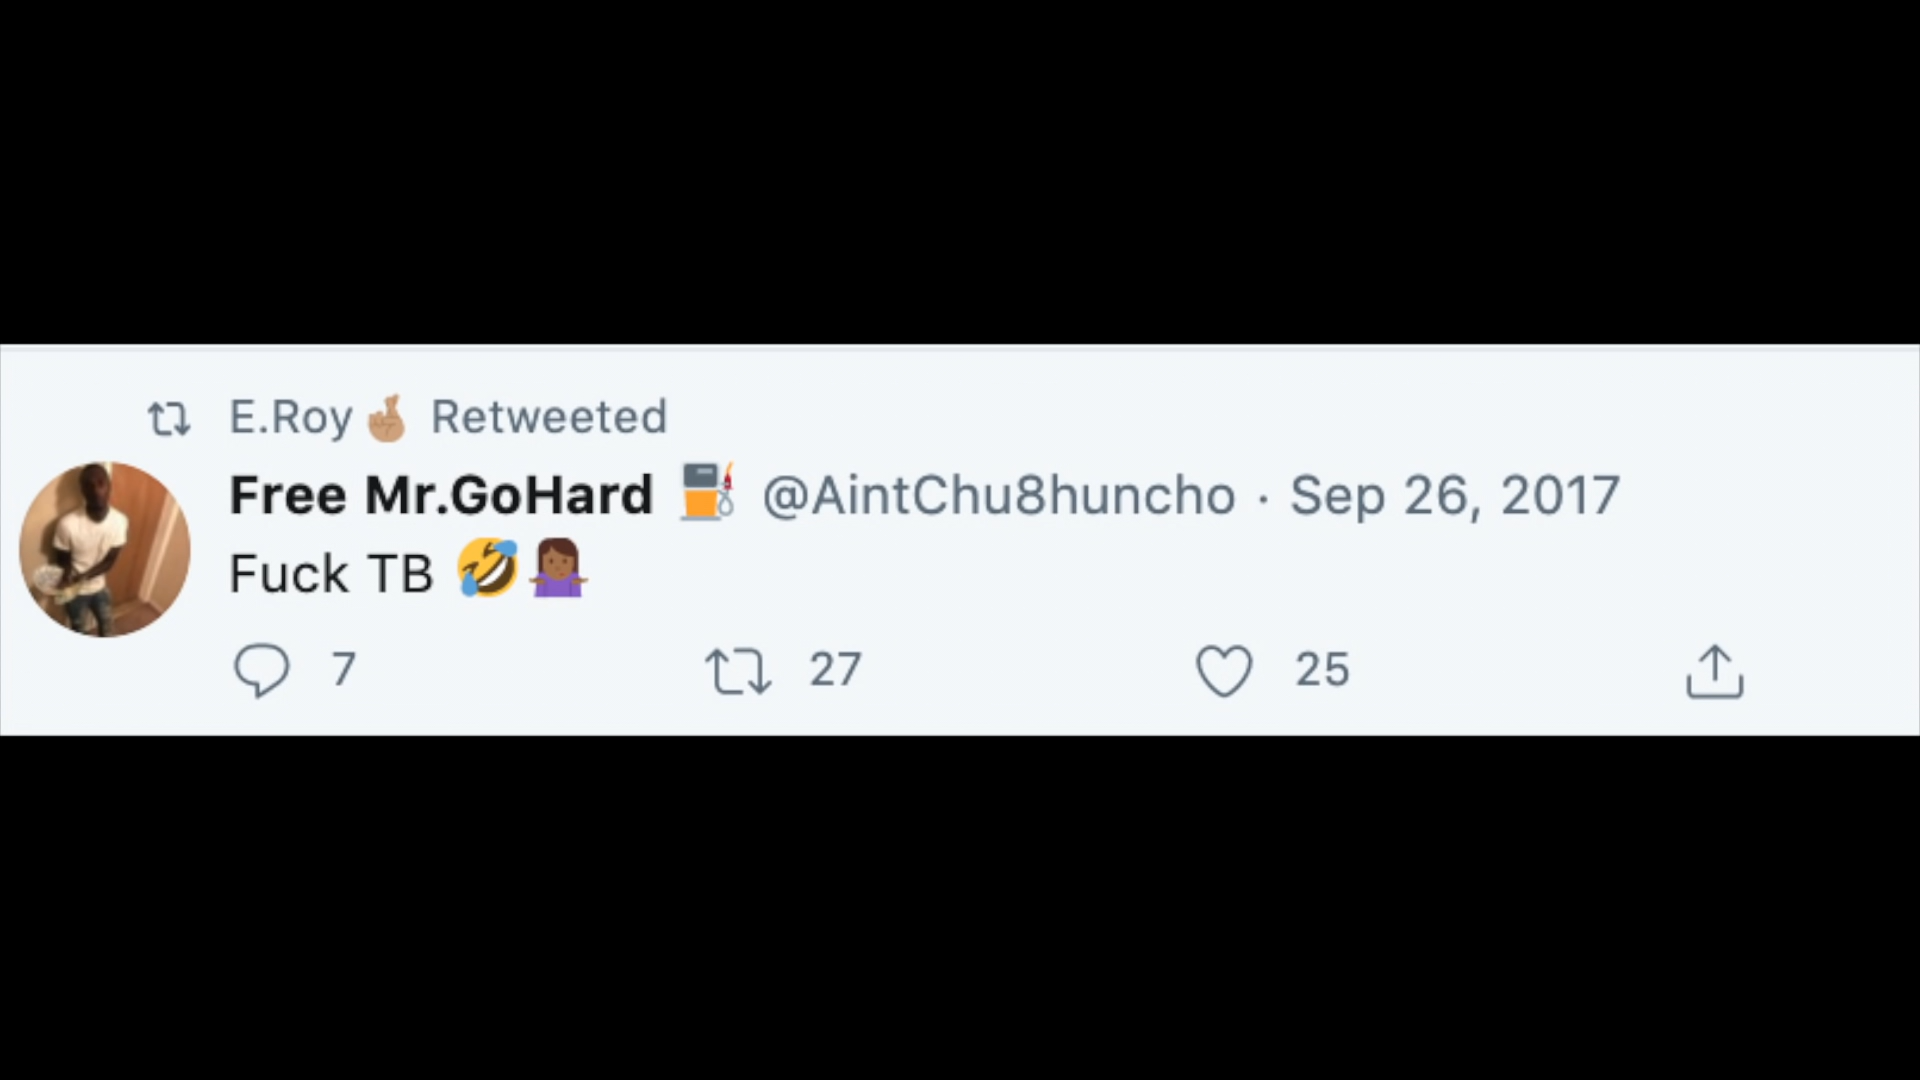 E.Roy🤞🏼 Retweeted
Free Mr.GoHard ⛽ @AintChu8huncho · Sep 26, 2017
Fuck TB 🤣🤷🏾‍♀️
7 27 25